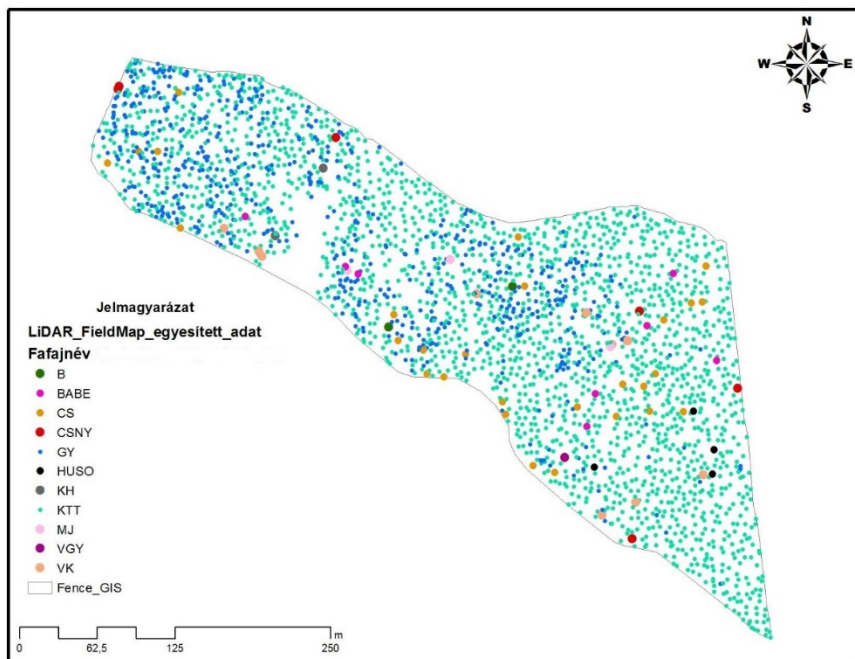 N
W E
S
Jelmagyarázat
LiDAR_FieldMap_egyesített_adat
Fafajnév
B
BABE
CS
CSNY
GY
HUSO
KH
KTT
MJ
VGY
VK
Fence_GIS
m
0 62,5 125 250